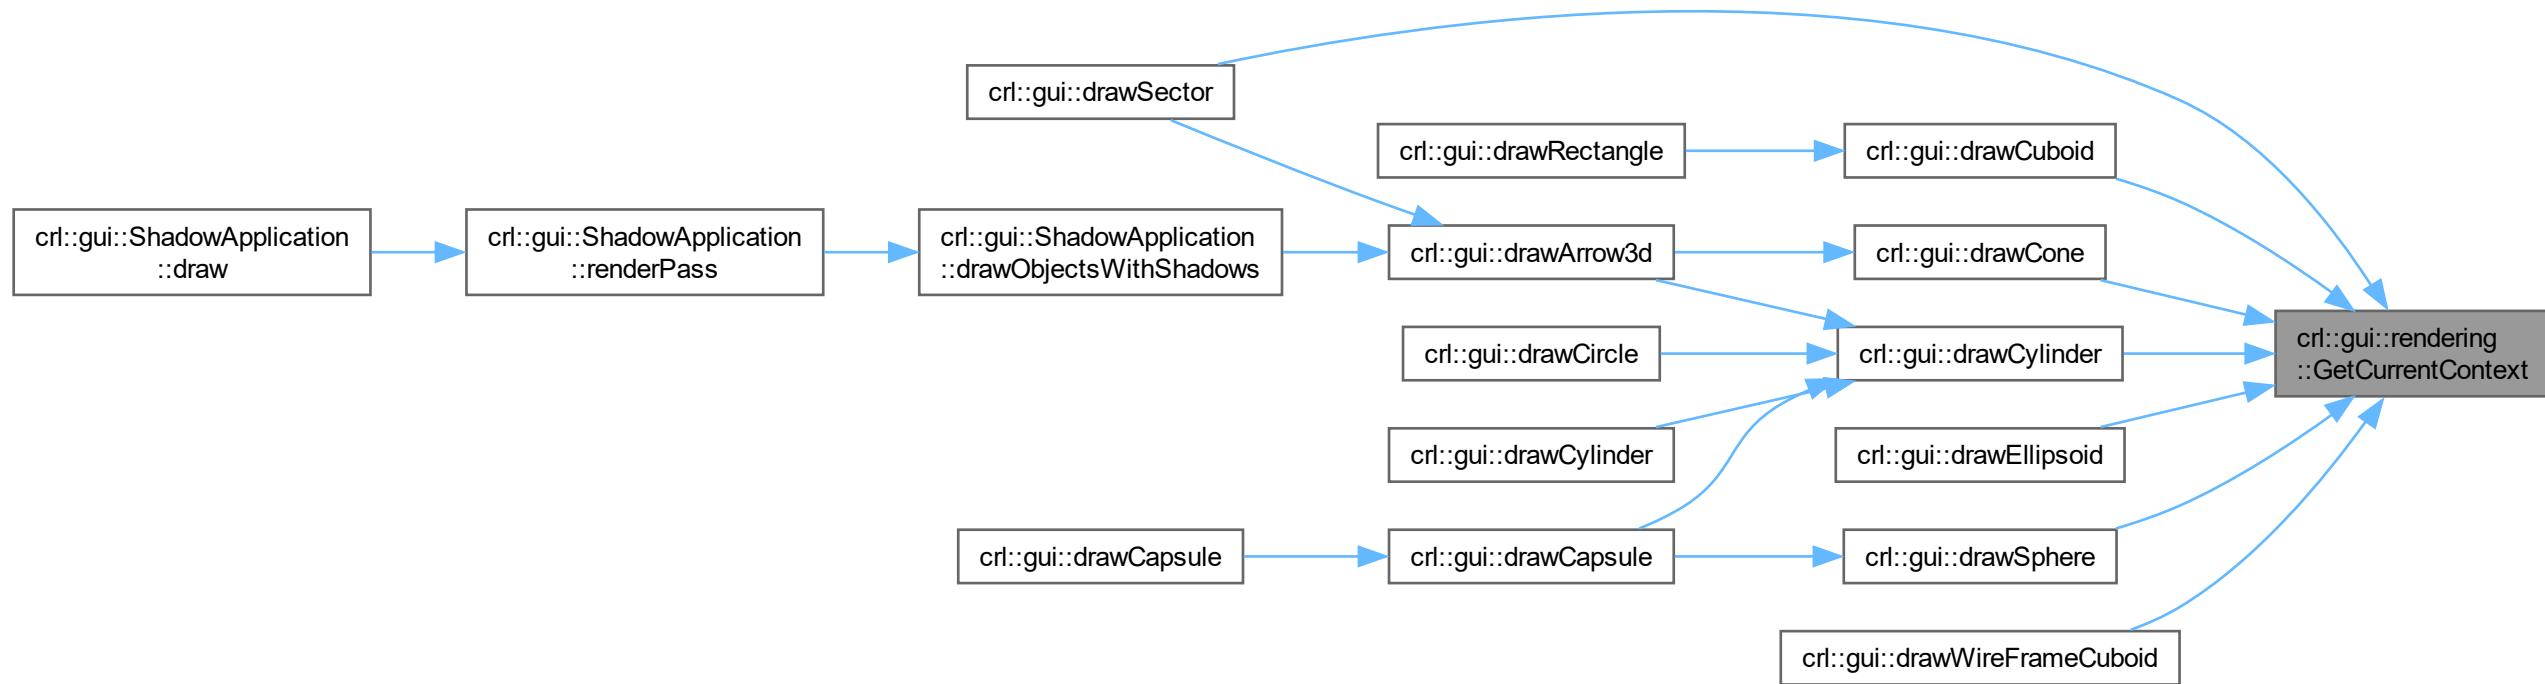 crl::gui::drawSector
crl::gui::drawRectangle
crl::gui::drawCuboid
crl::gui::ShadowApplication
::draw
crl::gui::ShadowApplication
::renderPass
crl::gui::ShadowApplication
::drawObjectsWithShadows
crl::gui::drawArrow3d
crl::gui::drawCone
crl::gui::drawCircle
crl::gui::drawCylinder
crl::gui::rendering
::GetCurrentContext
crl::gui::drawCylinder
crl::gui::drawEllipsoid
crl::gui::drawCapsule
crl::gui::drawCapsule
crl::gui::drawSphere
crl::gui::drawWireFrameCuboid